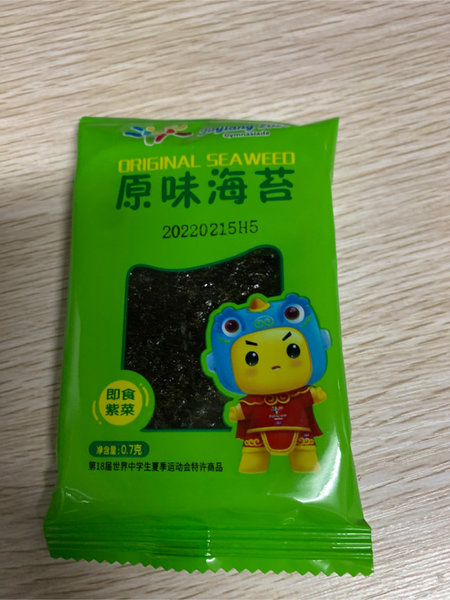 Gymnasiade
ORIGINAL SEAWEED
原味海苔
20220215H5
即食
紫菜
净含量:0.7克
第18届世界中学生夏季运动会特许商品